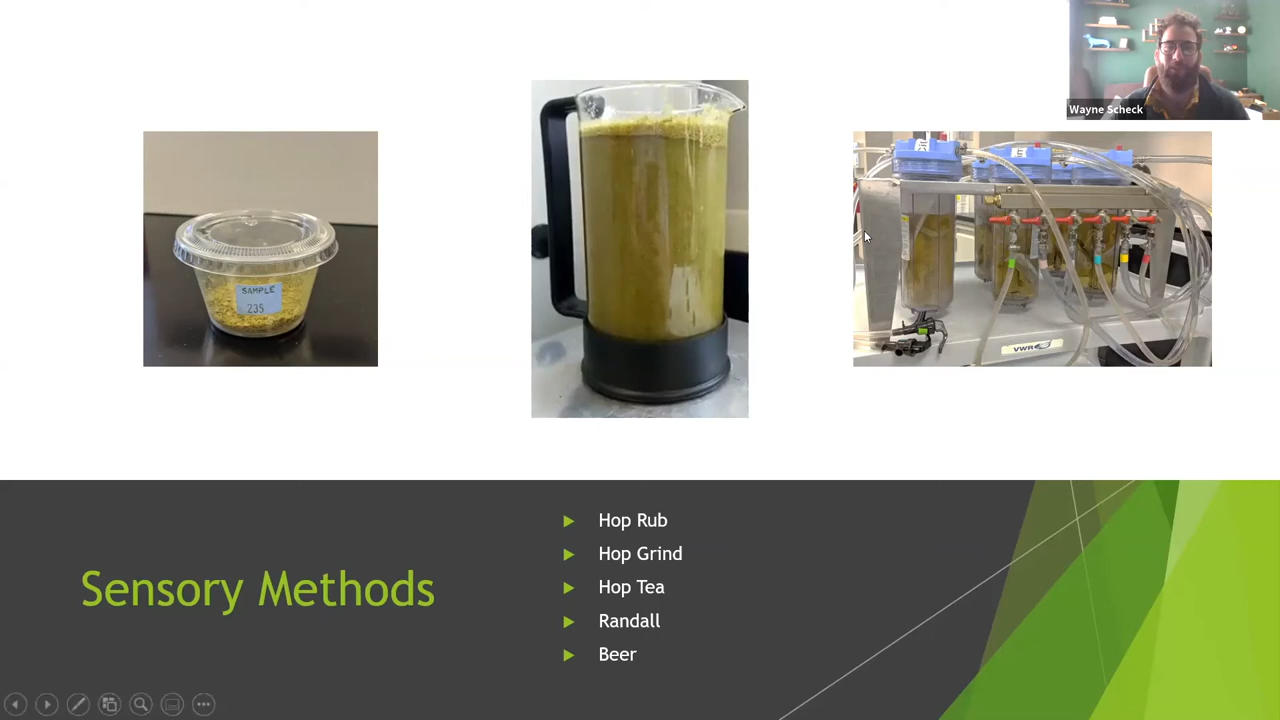 Wayne Scheck
SAMPLE
235
VWR
Sensory Methods
Hop Rub
Hop Grind
Hop Tea
Randall
Beer